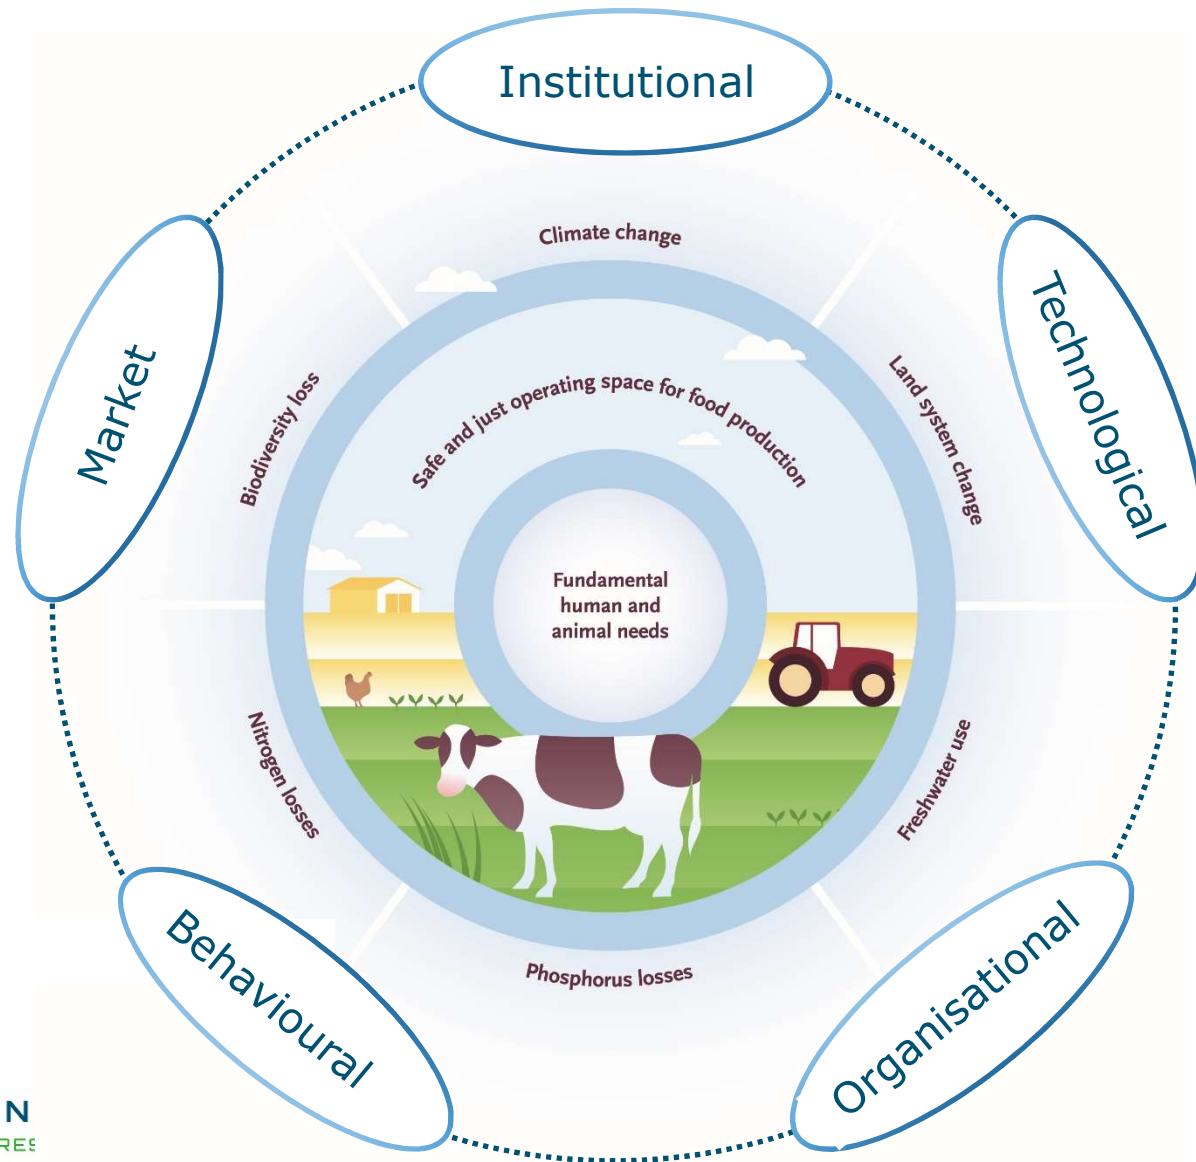 Institutional
Technological
Market
Climate change
Biodiversity loss
Land system change
Safe and just operating space for food production
Fundamental
human and
animal needs
Nitrogen losses
Freshwater use
Phosphorus losses
Behavioural
Organisational
N
RES